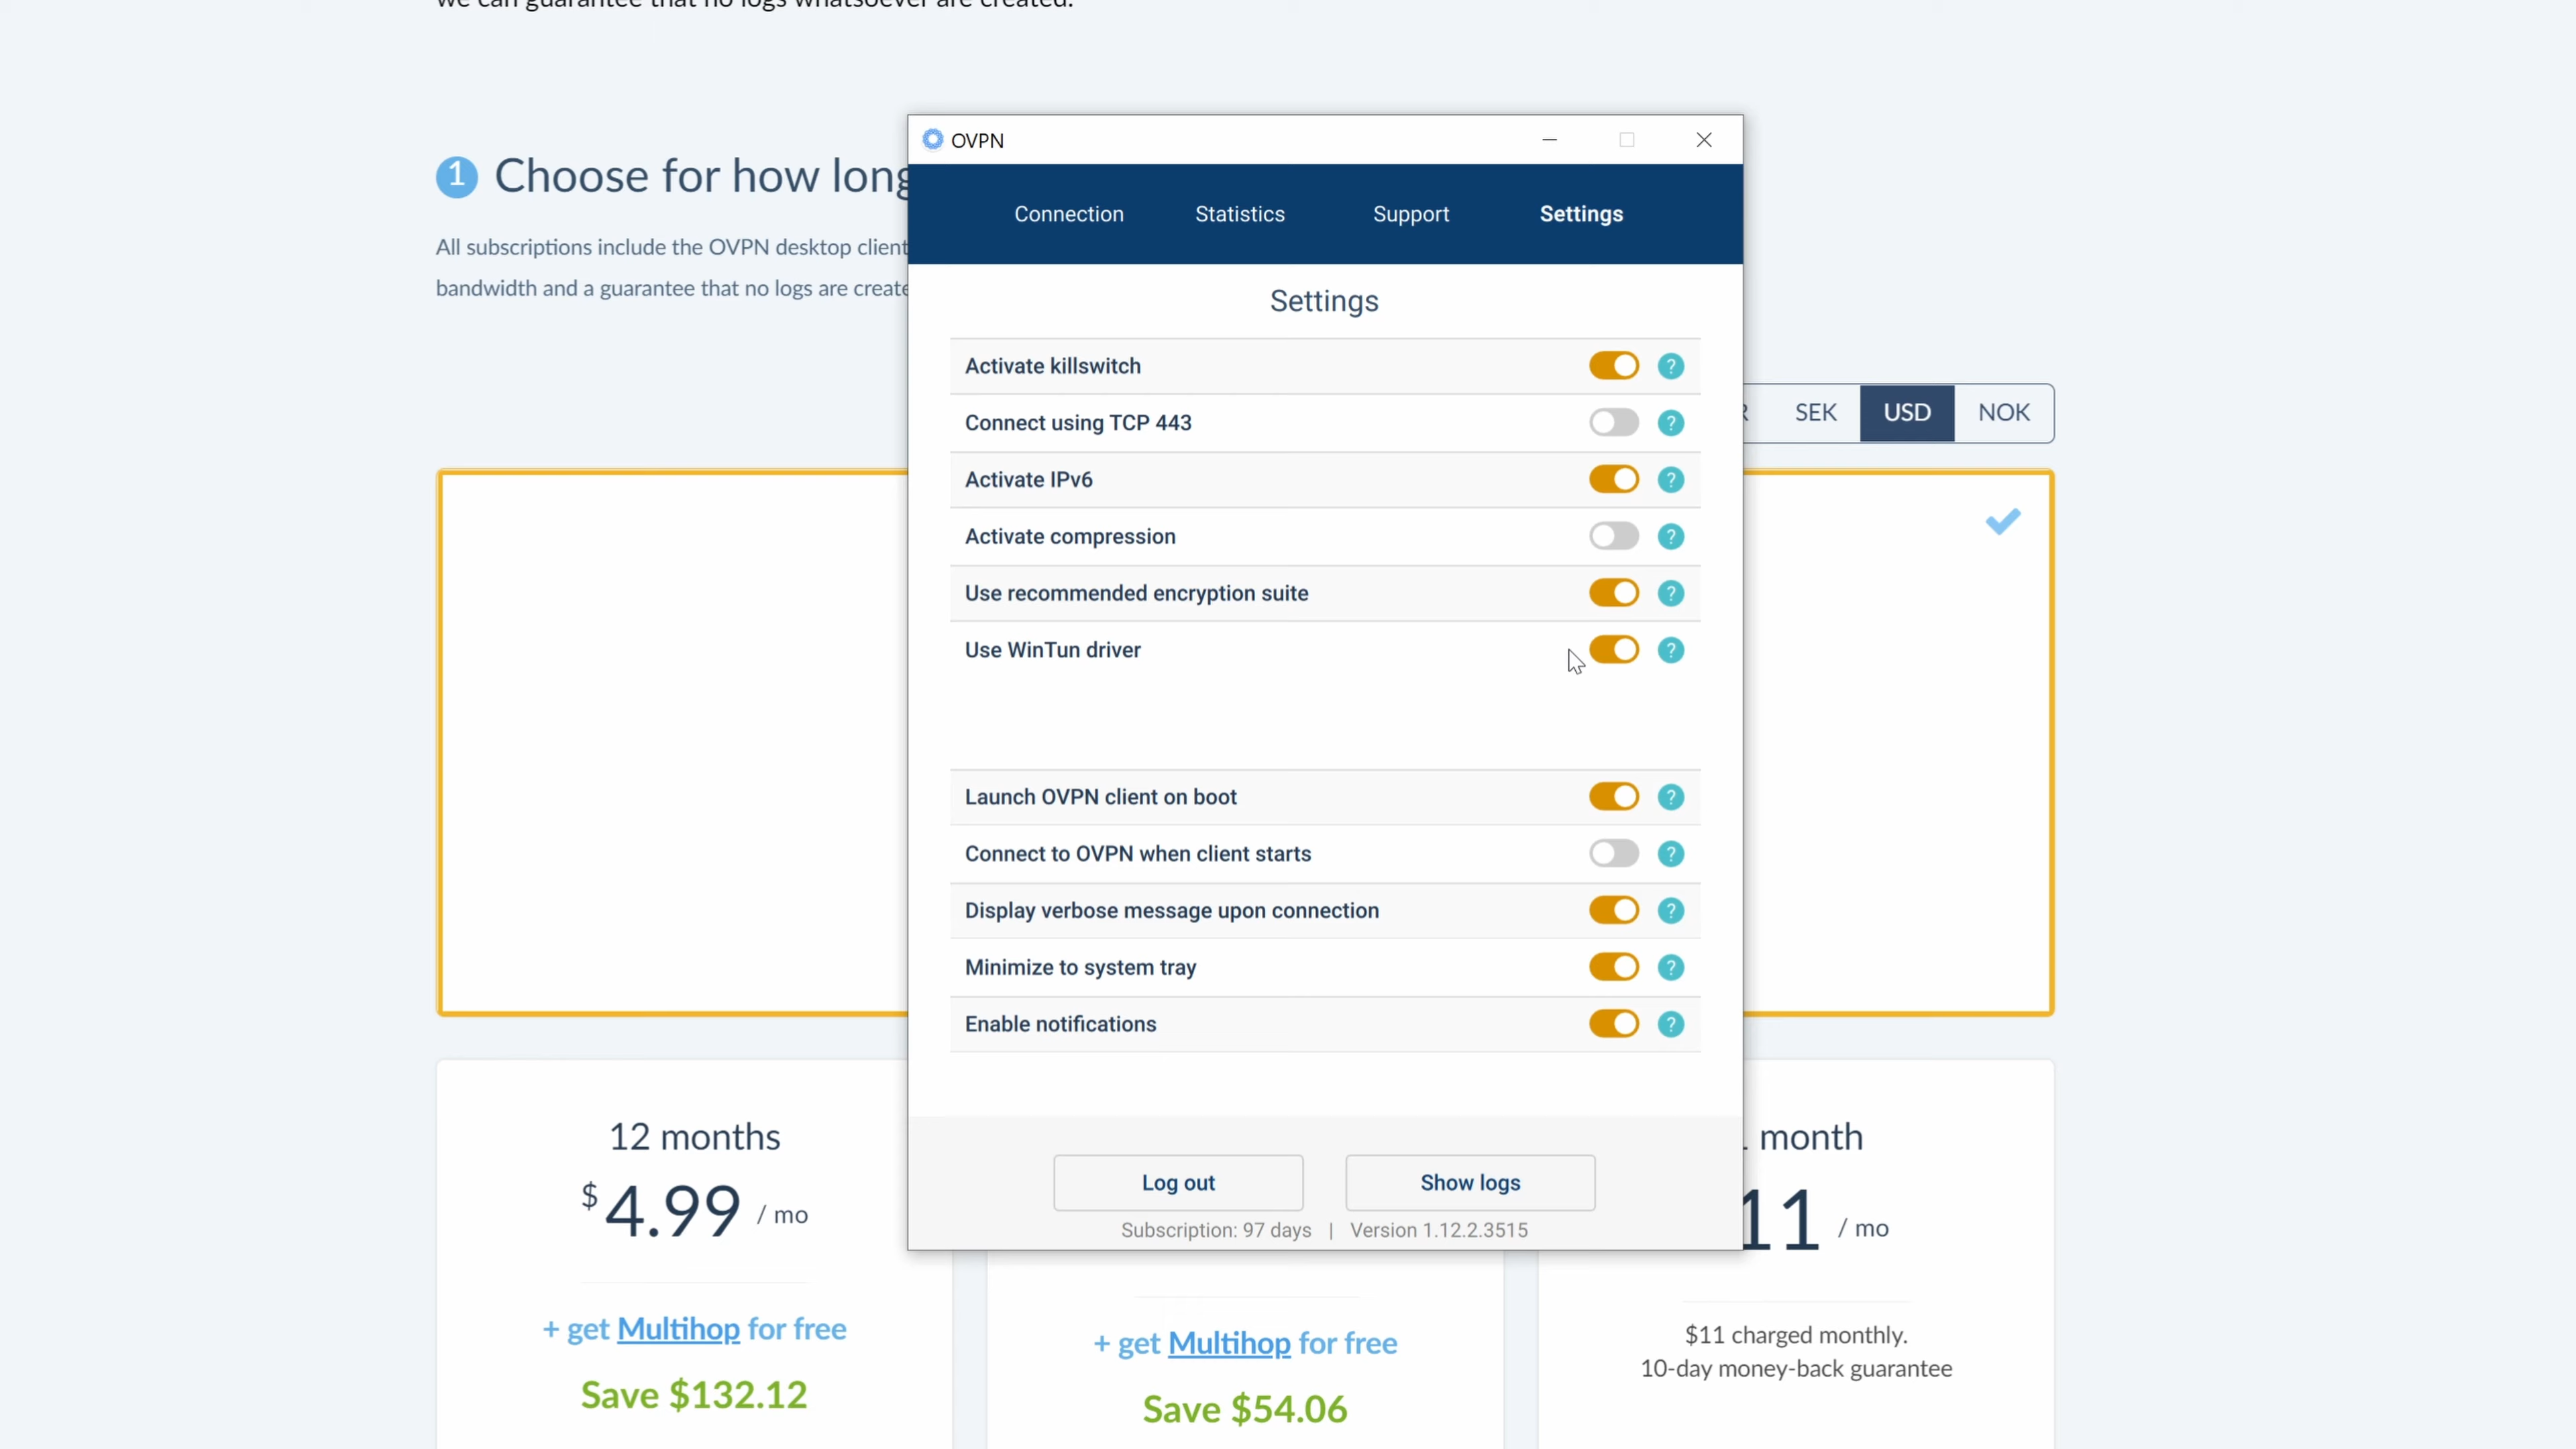 we can guarantee that no logs whatsoever are created.
1 Choose for how long
All subscriptions include the OVPN desktop client
bandwidth and a guarantee that no logs are create
SEK USD NOK
OVPN
Connection Statistics Support Settings
Settings
Activate killswitch ?
Connect using TCP 443 ?
Activate IPv6 ?
Activate compression ?
Use recommended encryption suite ?
Use WinTun driver ?
Launch OVPN client on boot ?
Connect to OVPN when client starts ?
Display verbose message upon connection ?
Minimize to system tray ?
Enable notifications ?
Log out Show logs
Subscription: 97 days | Version 1.12.2.3515
12 months
$4.99 / mo
+ get Multihop for free
Save $132.12
+ get Multihop for free
Save $54.06
month
11 / mo
$11 charged monthly.
10-day money-back guarantee